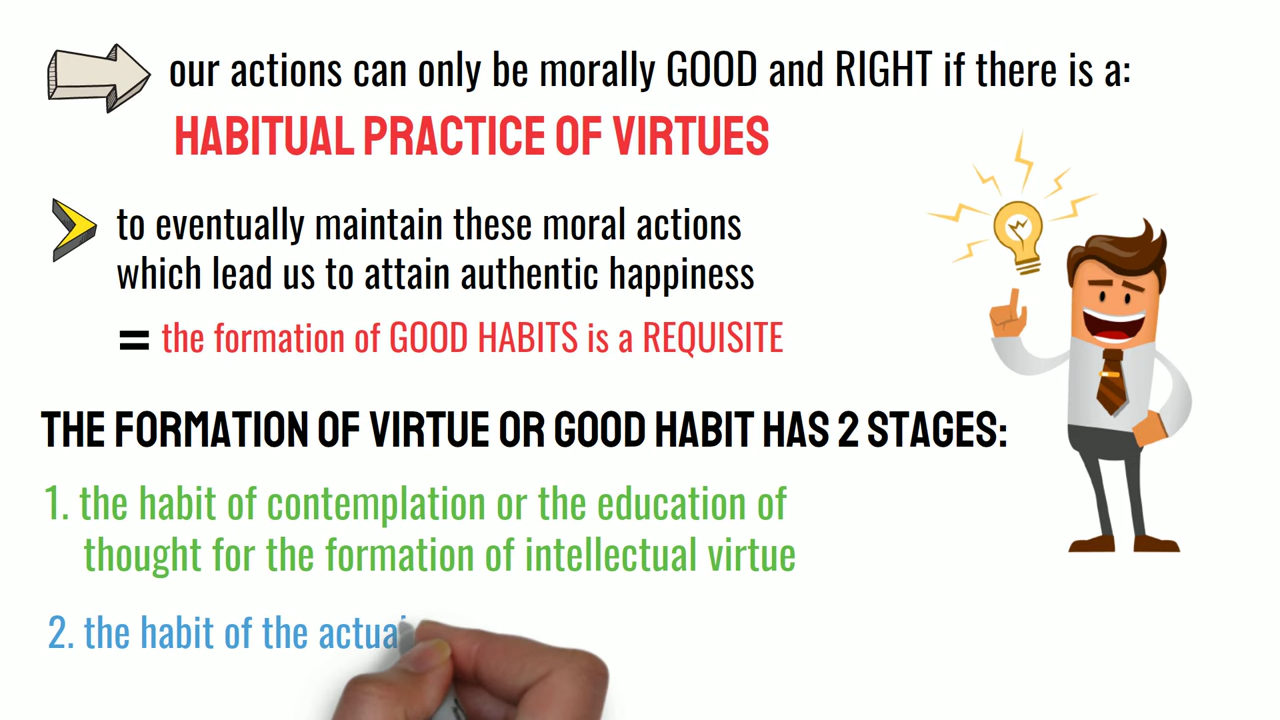 our actions can only be morally GOOD and RIGHT if there is a:
HABITUAL PRACTICE OF VIRTUES
to eventually maintain these moral actions
which lead us to attain authentic happiness
= the formation of GOOD HABITS is a REQUISITE
THE FORMATION OF VIRTUE OR GOOD HABIT HAS 2 STAGES:
1. the habit of contemplation or the education of
thought for the formation of intellectual virtue
2. the habit of the